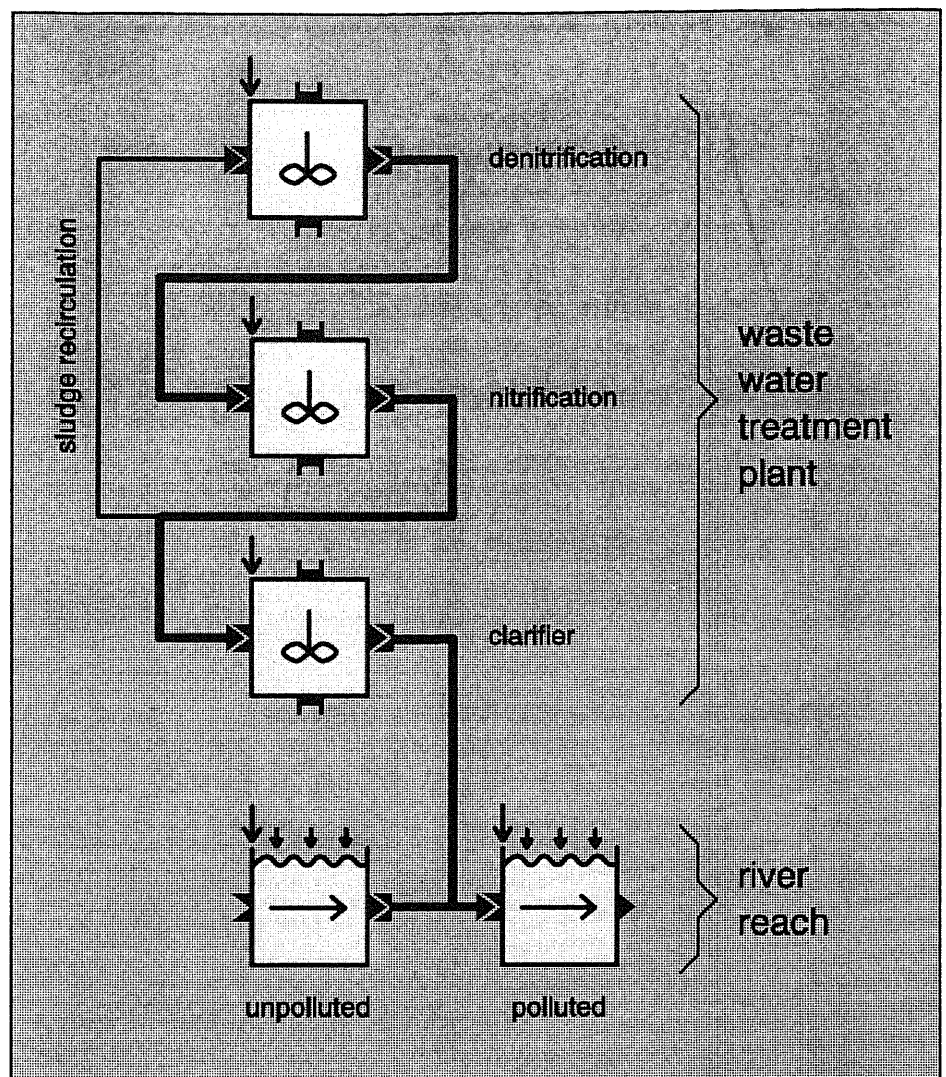 denitrification
sludge recirculation
nitrification
waste
water
treatment
plant
clarifier
river
reach
unpolluted
polluted